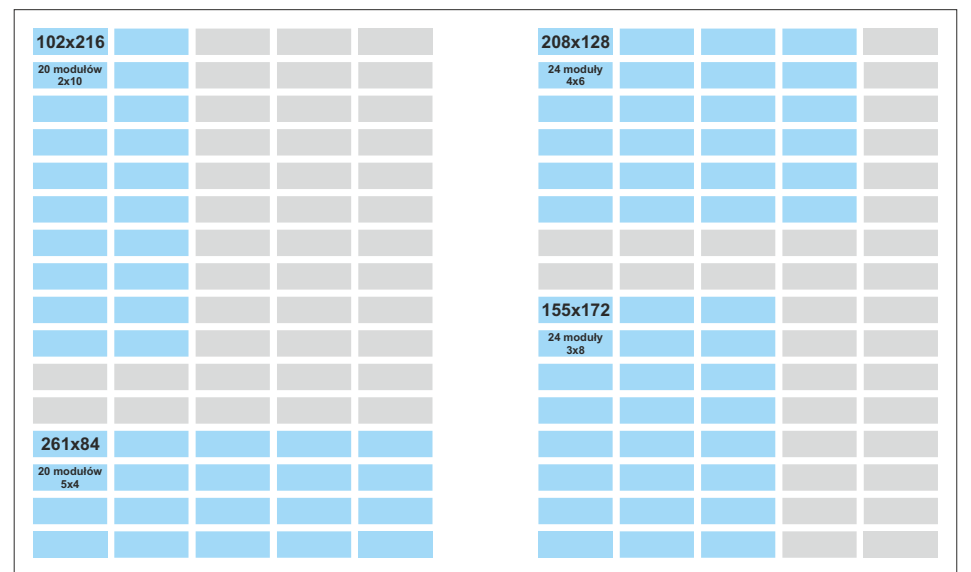 102x216
20 modułów
2x10
261x84
20 modułów
5x4
208x128
24 moduły
4x6
155x172
24 moduły
3x8